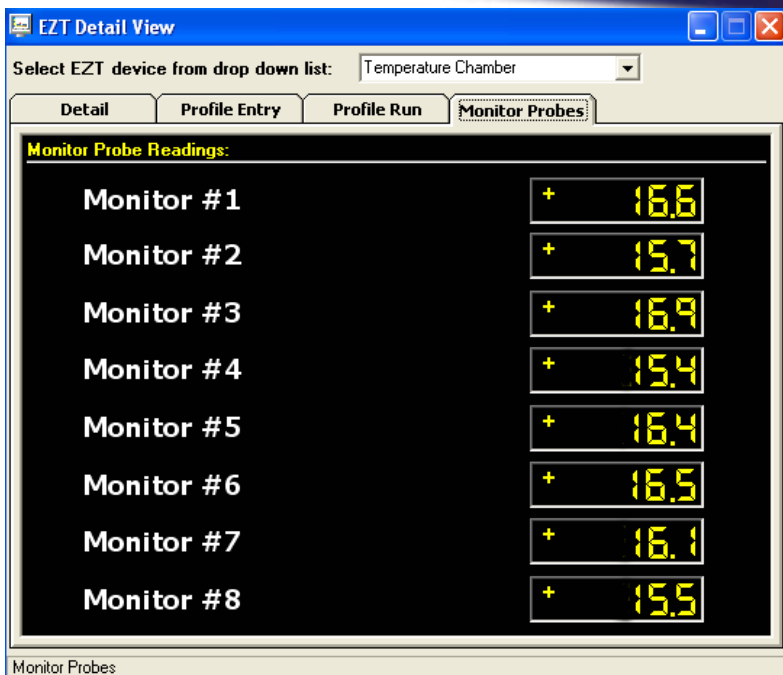 EZT Detail View
Select EZT device from drop down list: Temperature Chamber
Detail Profile Entry Profile Run Monitor Probes
Monitor Probe Readings:
Monitor #1 + 16.6
Monitor #2 + 15.7
Monitor #3 + 16.9
Monitor #4 + 15.4
Monitor #5 + 16.4
Monitor #6 + 16.5
Monitor #7 + 16.1
Monitor #8 + 15.5
Monitor Probes